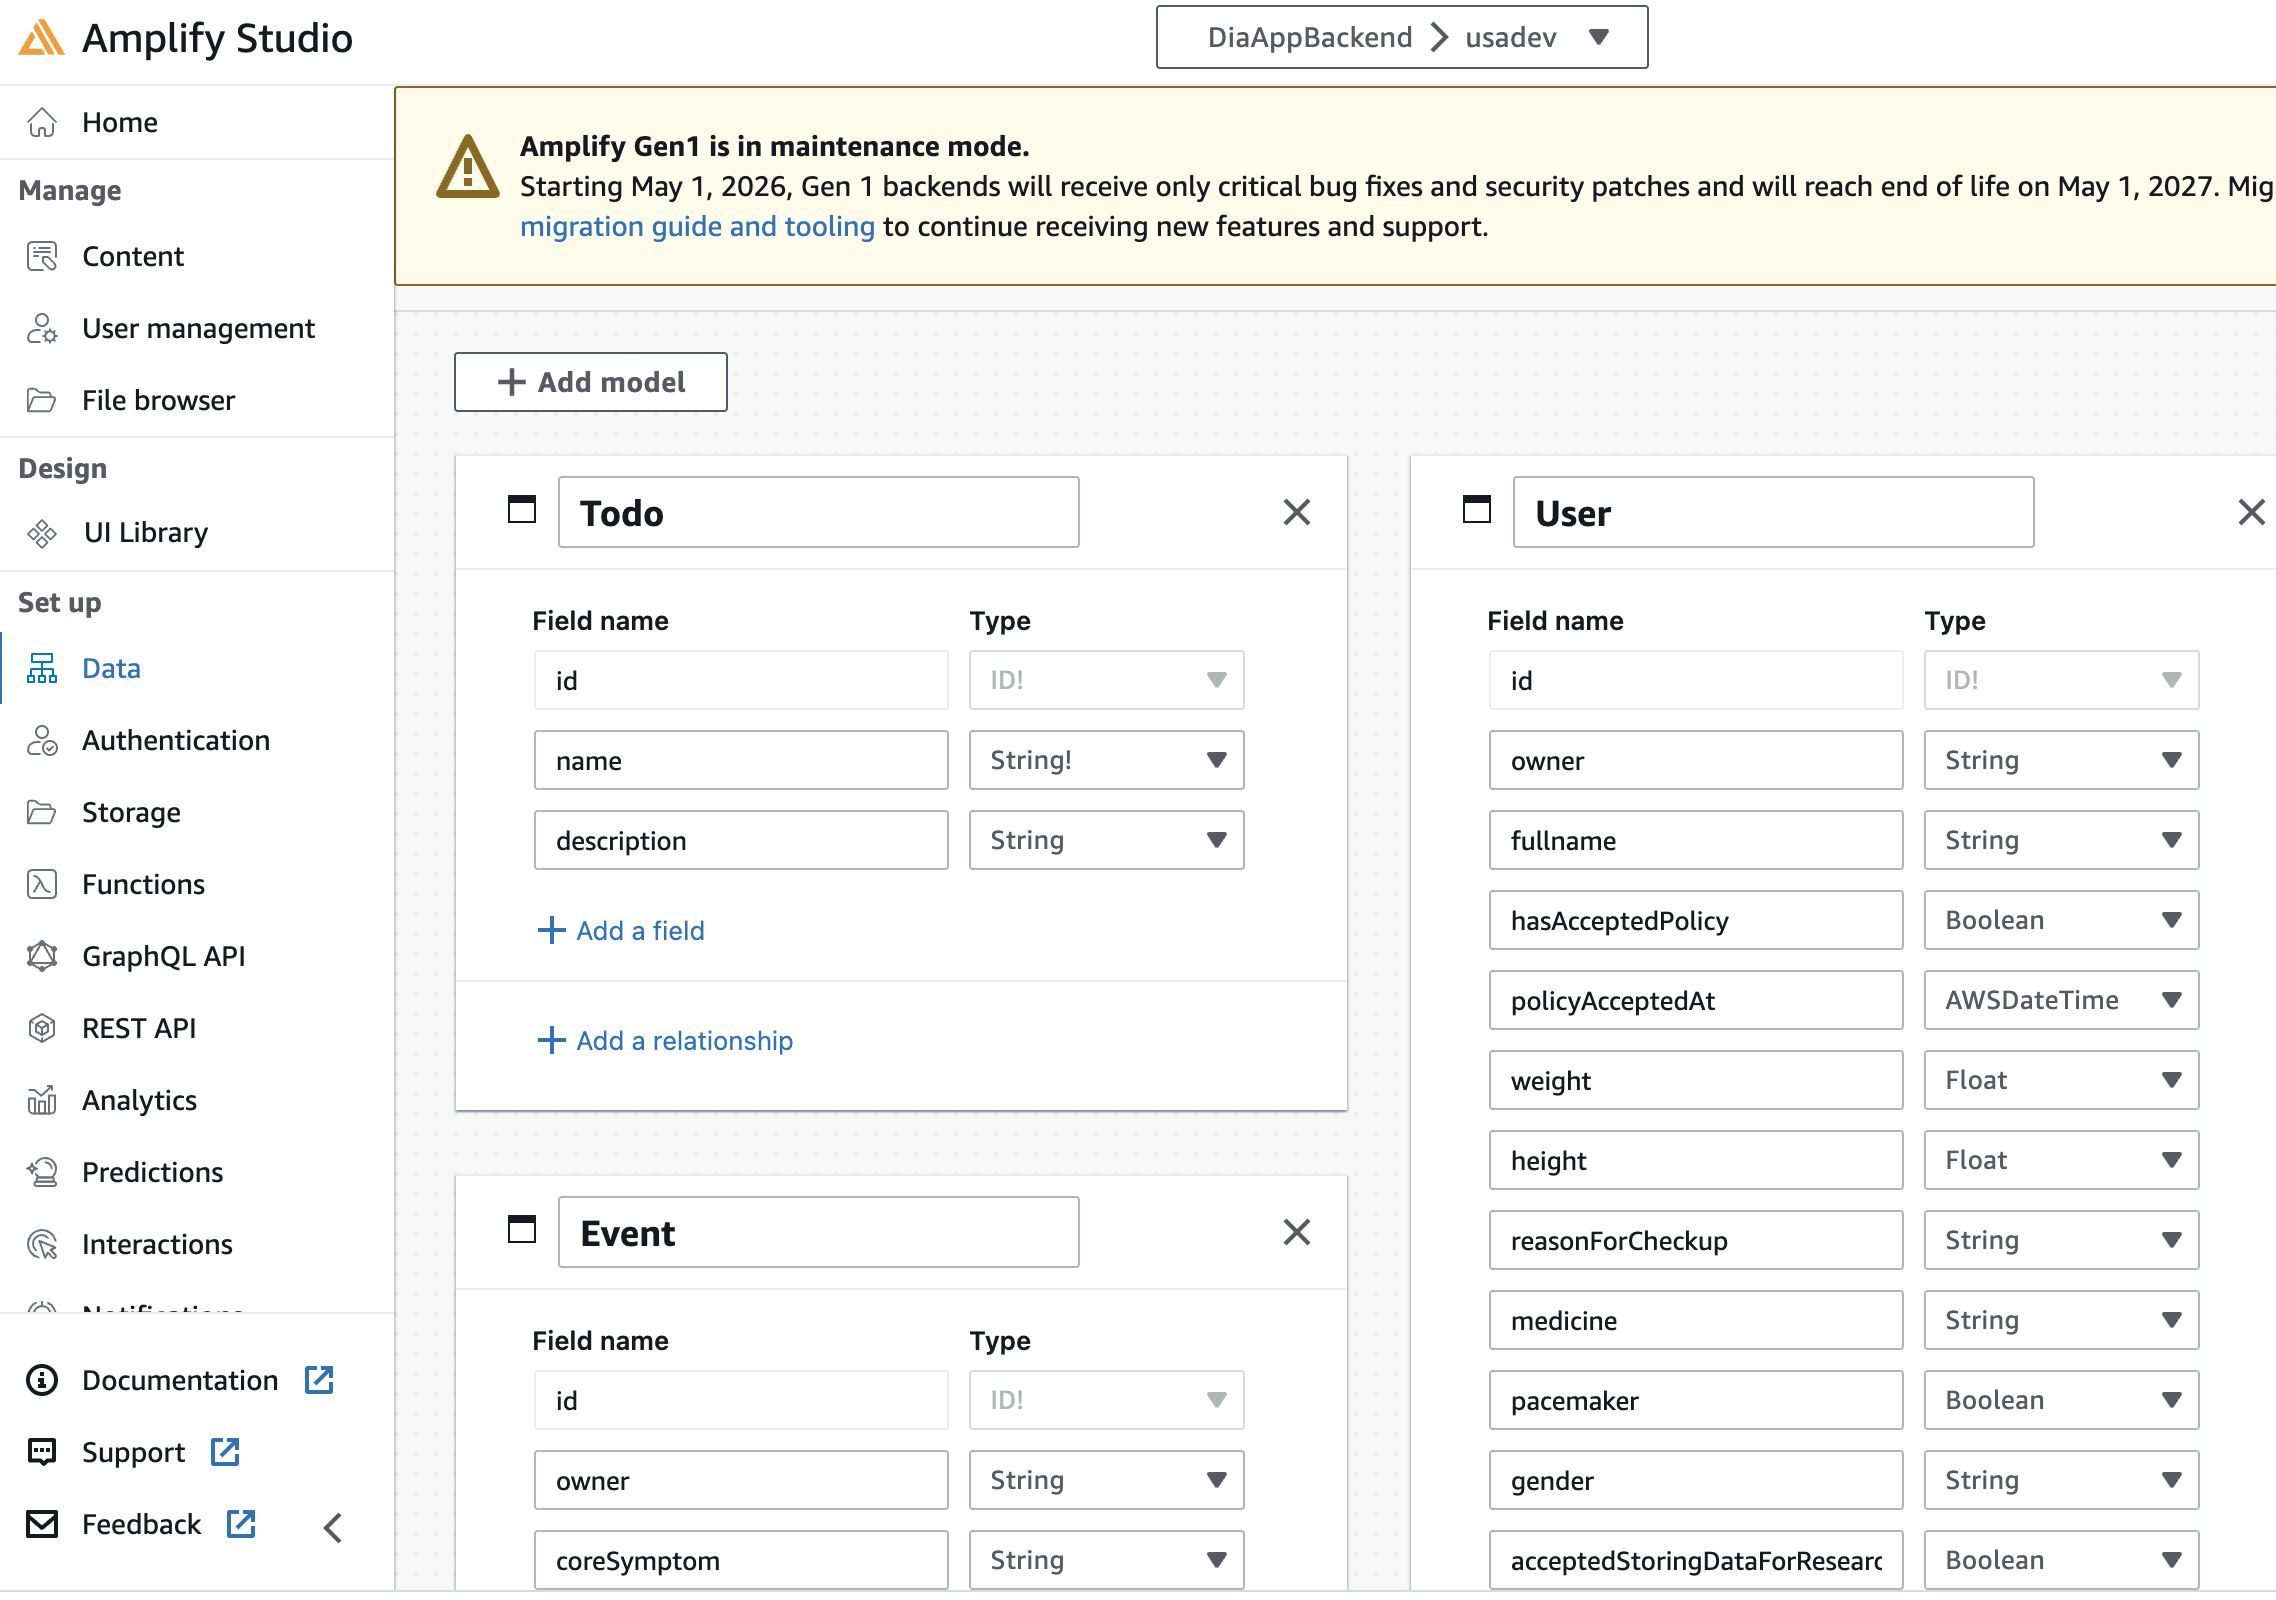 Amplify Studio
DiaAppBackend > usadev
Home
Manage
Content
User management
File browser
Design
UI Library
Set up
Data
Authentication
Storage
Functions
GraphQL API
REST API
Analytics
Predictions
Interactions
Notifications
Documentation
Support
Feedback
Amplify Gen1 is in maintenance mode.
Starting May 1, 2026, Gen 1 backends will receive only critical bug fixes and security patches and will reach end of life on May 1, 2027. Mig
migration guide and tooling to continue receiving new features and support.
+ Add model
Todo
Field name Type
id ID!
name String!
description String
+ Add a field
+ Add a relationship
Event
Field name Type
id ID!
owner String
coreSymptom String
User
Field name Type
id ID!
owner String
fullname String
hasAcceptedPolicy Boolean
policyAcceptedAt AWSDateTime
weight Float
height Float
reasonForCheckup String
medicine String
pacemaker Boolean
gender String
acceptedStoringDataForResearc Boolean